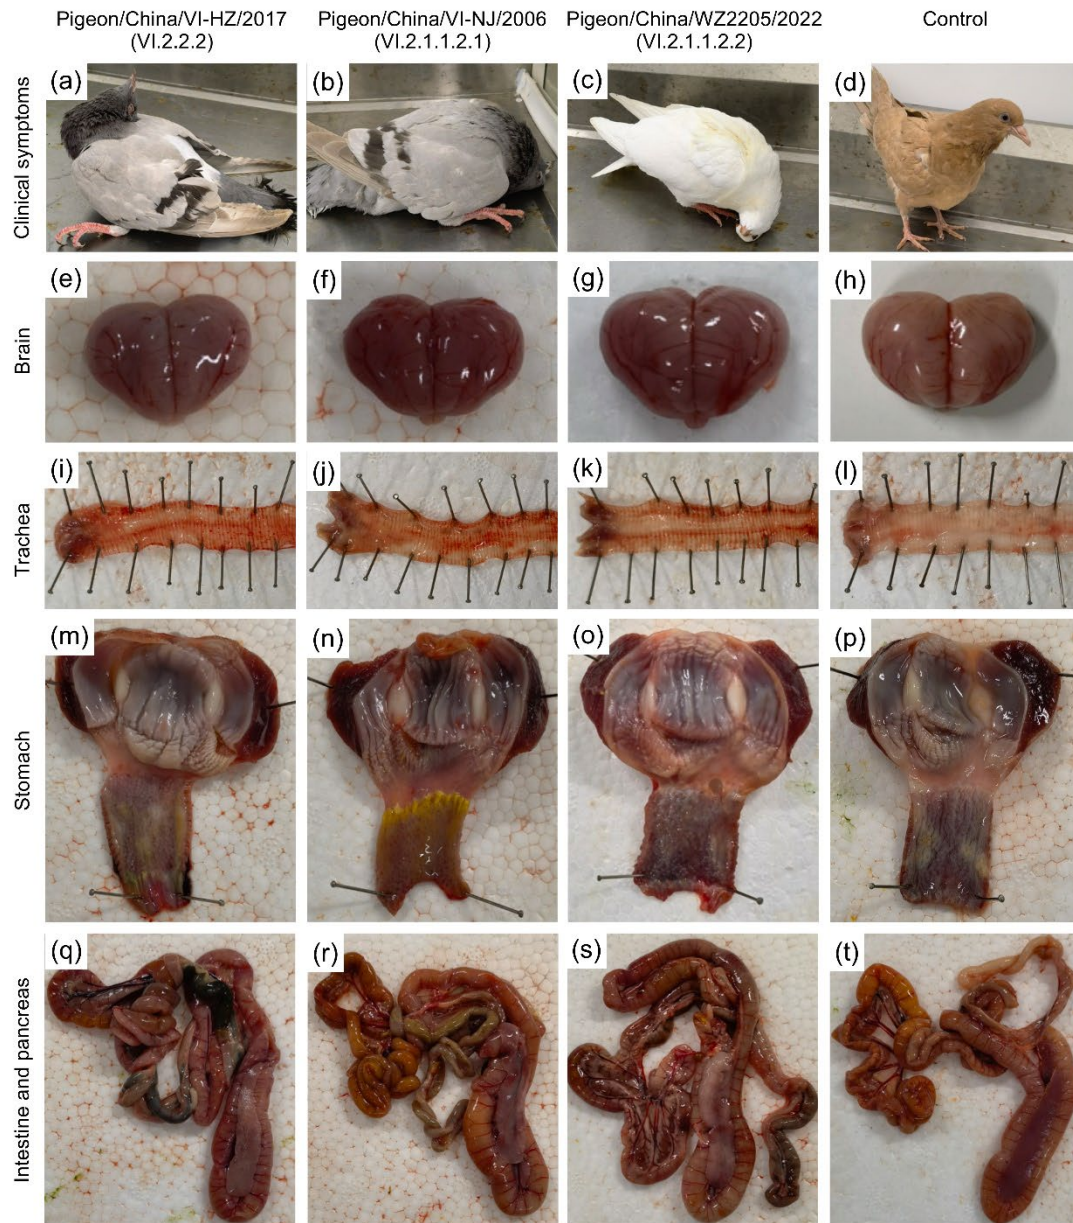 Pigeon/China/VI-HZ/2017
(VI.2.2.2)
Pigeon/China/VI-NJ/2006
(VI.2.1.1.2.1)
Pigeon/China/WZ2205/2022
(VI.2.1.1.2.2)
Control
Clinical symptoms
(a)
(b)
(c)
(d)
Brain
(e)
(f)
(g)
(h)
Trachea
(i)
(j)
(k)
(l)
Stomach
(m)
(n)
(o)
(p)
Intestine and pancreas
(q)
(r)
(s)
(t)